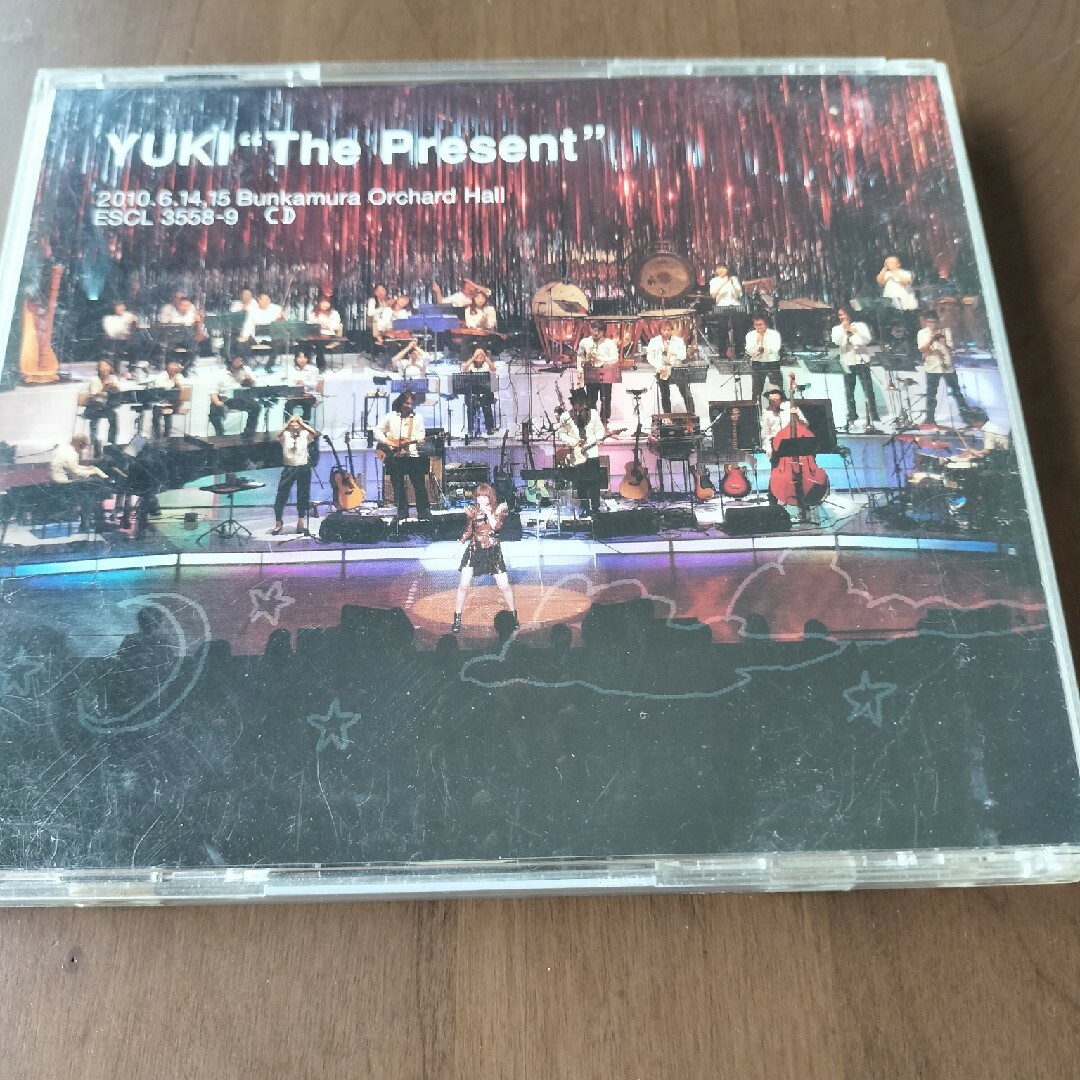 YUKI “The Present”
2010.6.14,15 Bunkamura Orchard Hall
ESCL 3558-9 CD